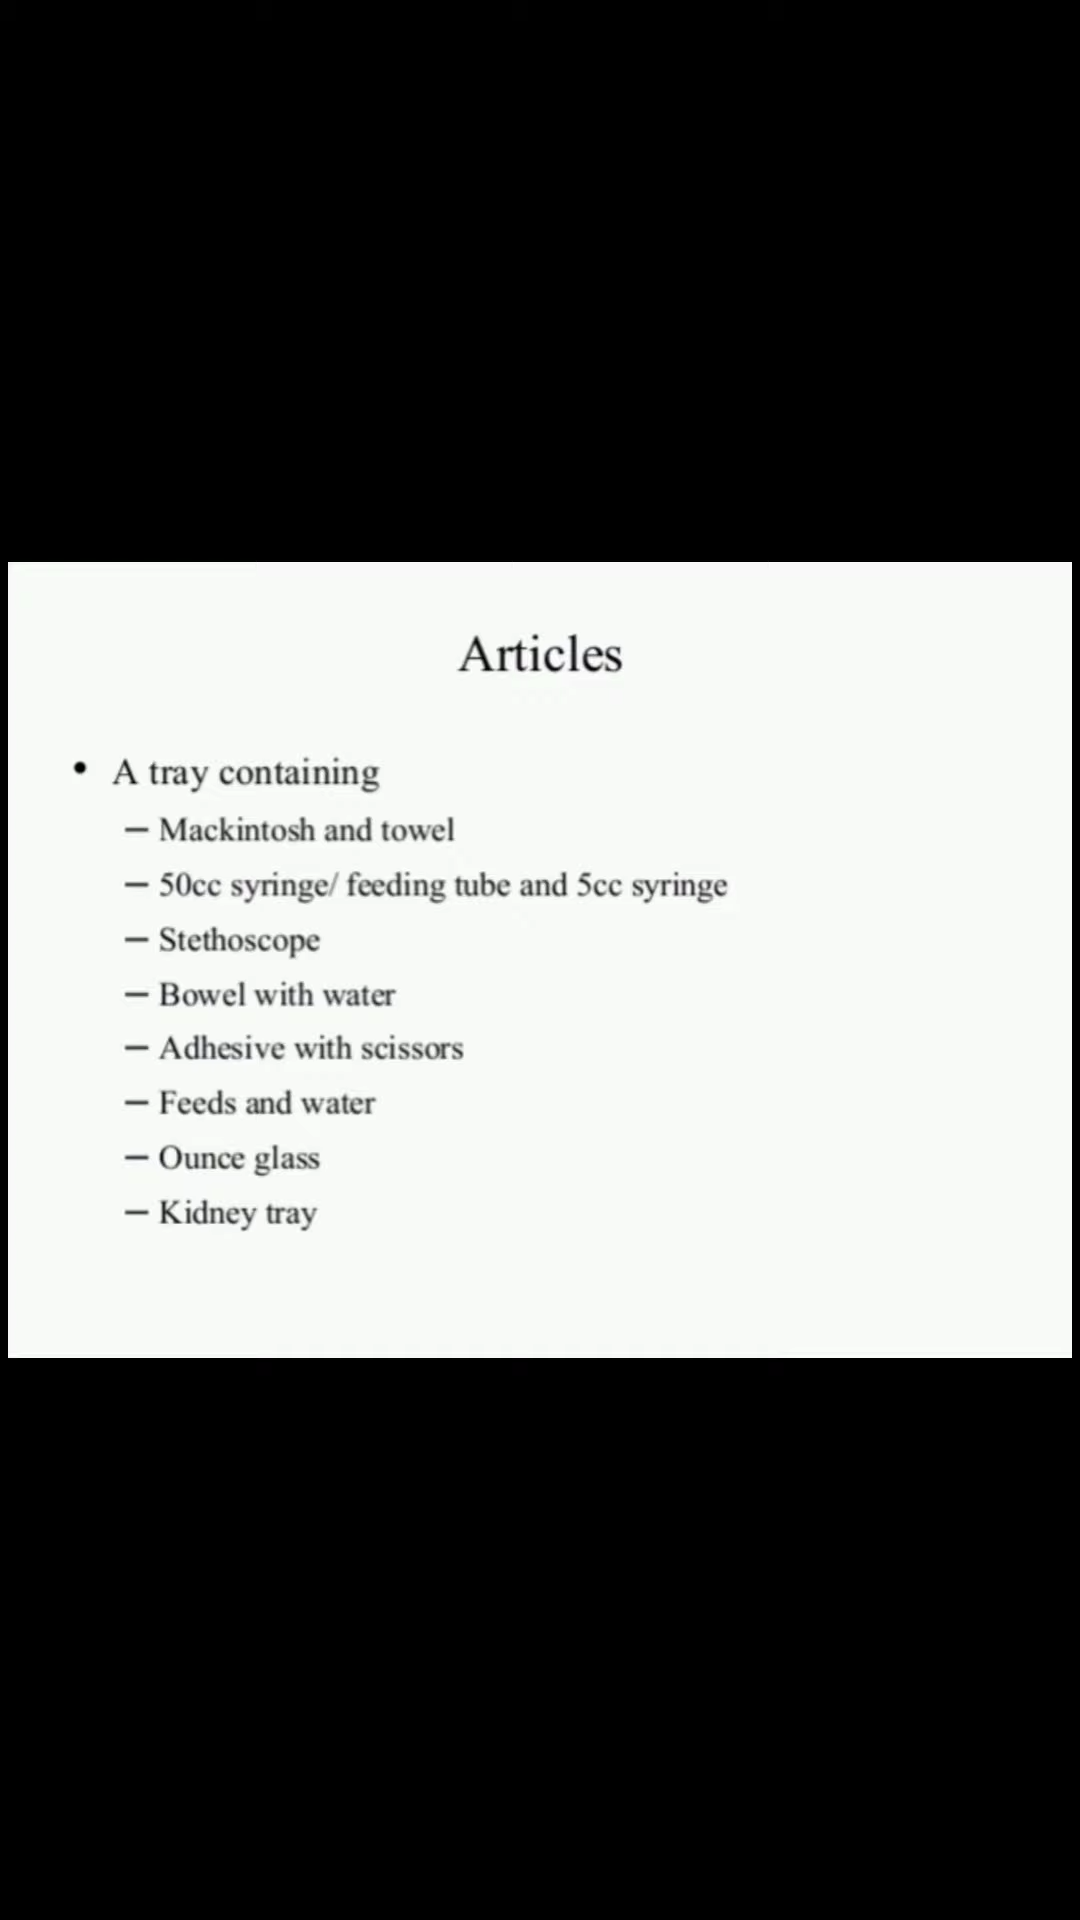 Articles
• A tray containing
– Mackintosh and towel
– 50cc syringe/ feeding tube and 5cc syringe
– Stethoscope
– Bowel with water
– Adhesive with scissors
– Feeds and water
– Ounce glass
– Kidney tray